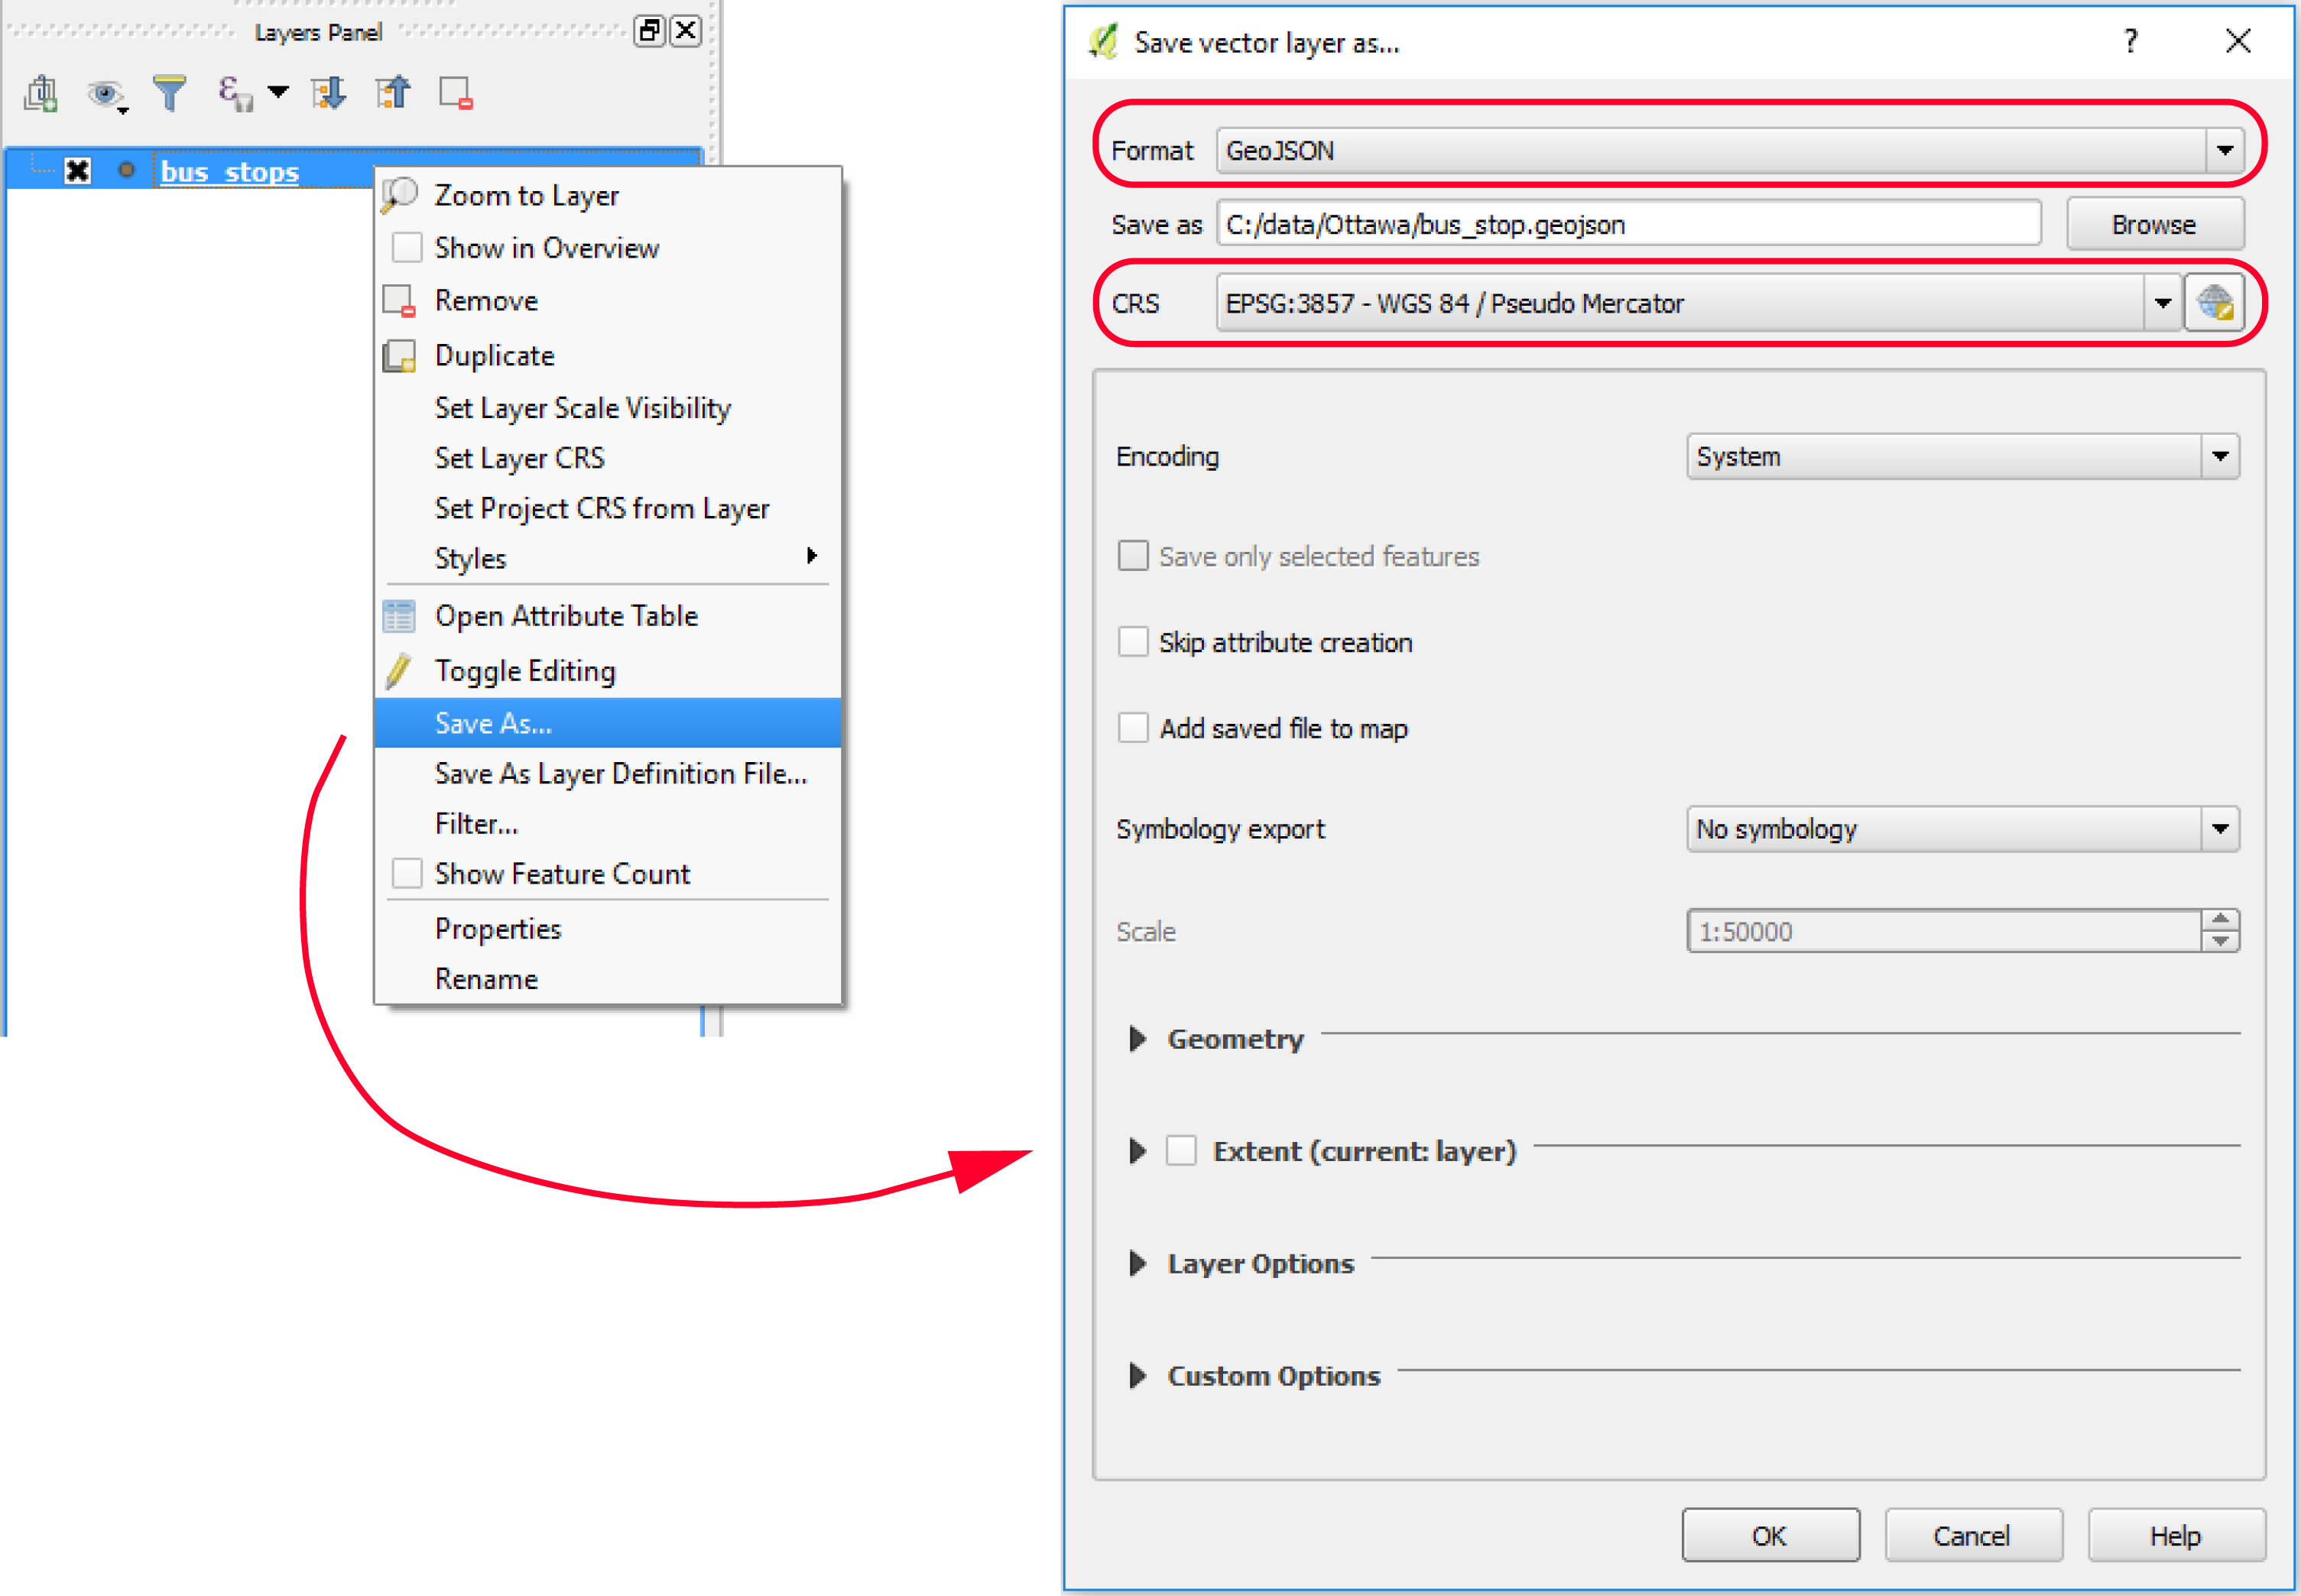 Layers Panel
bus_stops
Zoom to Layer
Show in Overview
Remove
Duplicate
Set Layer Scale Visibility
Set Layer CRS
Set Project CRS from Layer
Styles
Open Attribute Table
Toggle Editing
Save As...
Save As Layer Definition File...
Filter...
Show Feature Count
Properties
Rename
Save vector layer as...
?
Format GeoJSON
Save as C:/data/Ottawa/bus_stop.geojson Browse
CRS EPSG:3857 - WGS 84 / Pseudo Mercator
Encoding System
Save only selected features
Skip attribute creation
Add saved file to map
Symbology export No symbology
Scale 1:50000
Geometry
Extent (current: layer)
Layer Options
Custom Options
OK Cancel Help